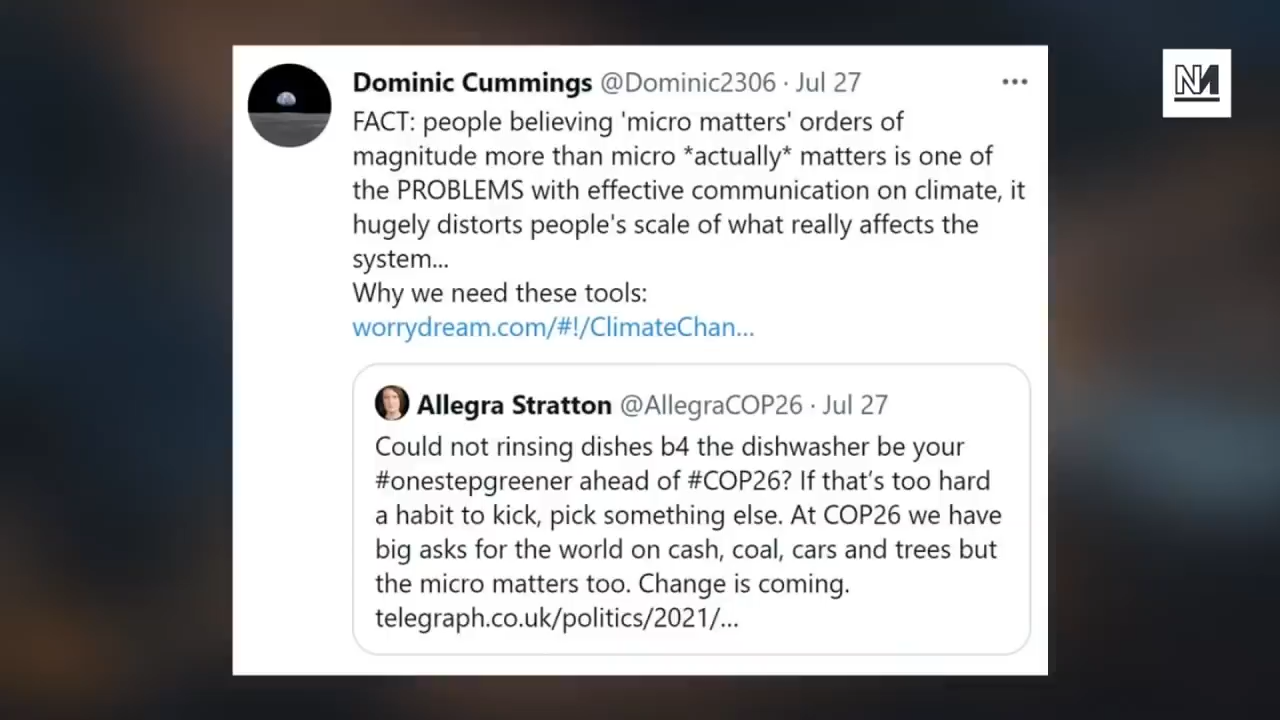 Dominic Cummings @Dominic2306 · Jul 27
FACT: people believing 'micro matters' orders of
magnitude more than micro *actually* matters is one of
the PROBLEMS with effective communication on climate, it
hugely distorts people's scale of what really affects the
system...
Why we need these tools:
worrydream.com/#!/ClimateChan...
Allegra Stratton @AllegraCOP26 · Jul 27
Could not rinsing dishes b4 the dishwasher be your
#onestepgreener ahead of #COP26? If that’s too hard
a habit to kick, pick something else. At COP26 we have
big asks for the world on cash, coal, cars and trees but
the micro matters too. Change is coming.
telegraph.co.uk/politics/2021/...
NM